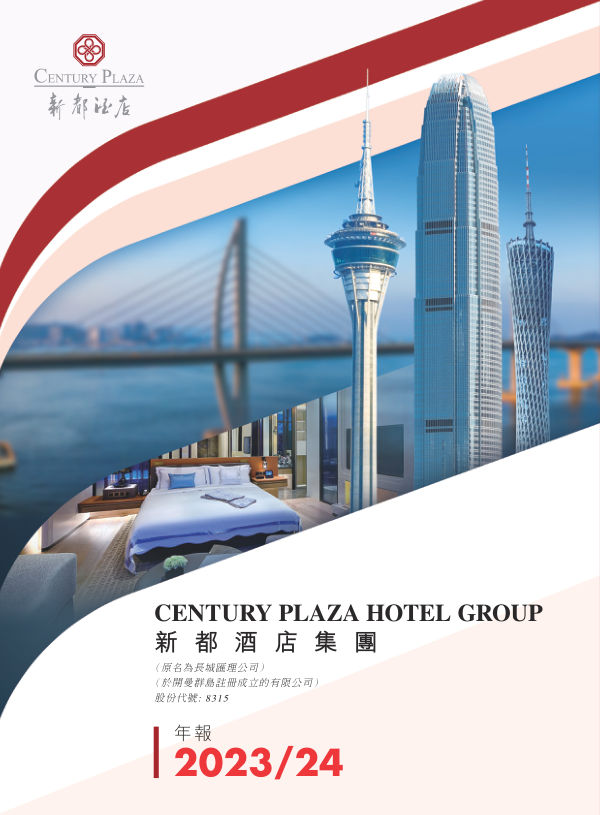 CENTURY PLAZA
新都酒店
CENTURY PLAZA HOTEL GROUP
新都酒店集團
(原名為長城匯理公司)
(於開曼群島註冊成立的有限公司)
股份代號: 8315
年報
2023/24